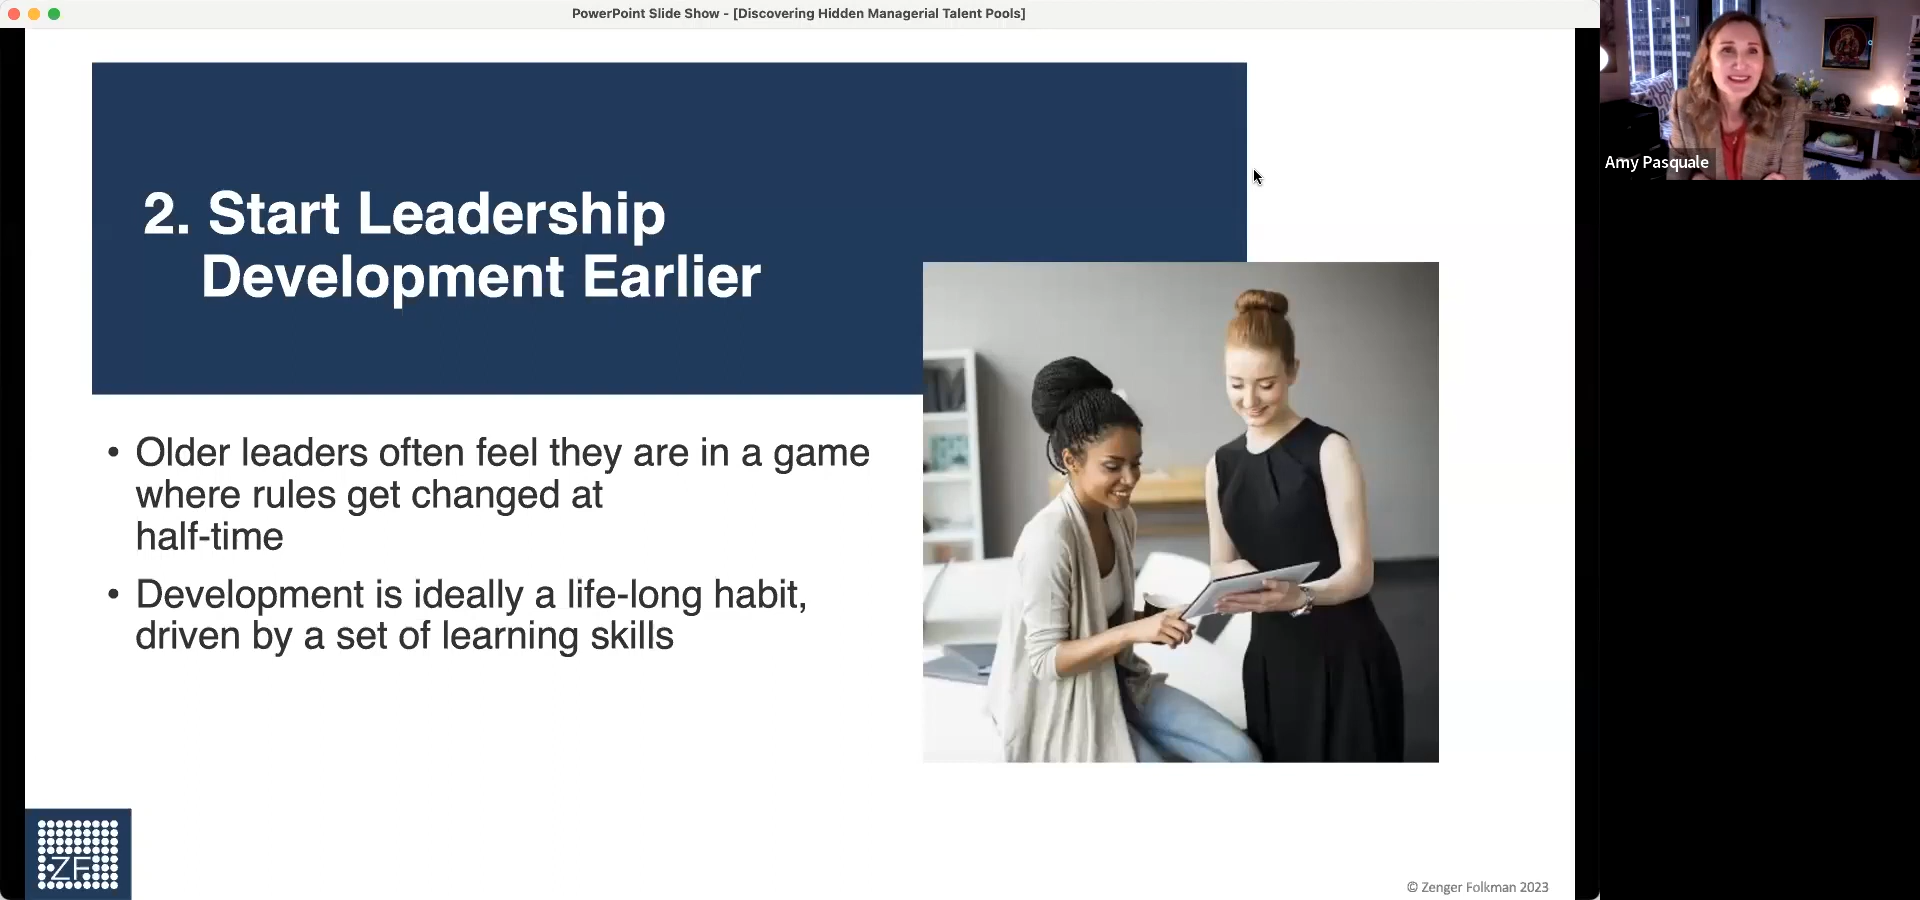 PowerPoint Slide Show - [Discovering Hidden Managerial Talent Pools]
Amy Pasquale
2. Start Leadership
Development Earlier
• Older leaders often feel they are in a game
where rules get changed at
half-time
• Development is ideally a life-long habit,
driven by a set of learning skills
ZF
© Zenger Folkman 2023